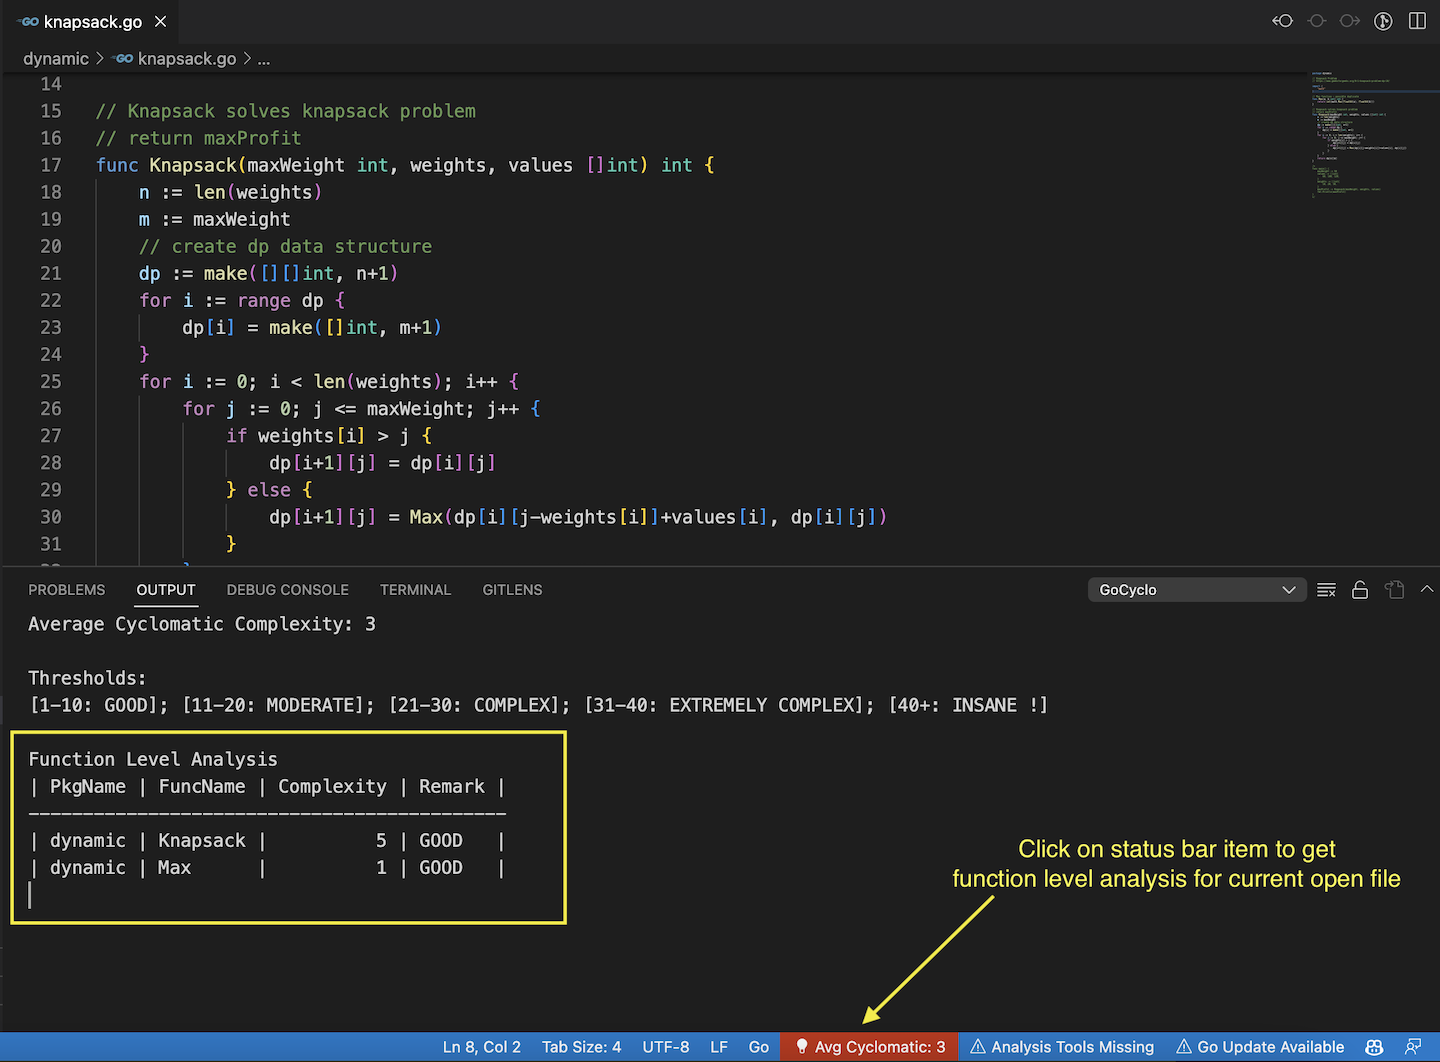 GO knapsack.go
dynamic > GO knapsack.go > ...
14
15 // Knapsack solves knapsack problem
16 // return maxProfit
17 func Knapsack(maxWeight int, weights, values []int) int {
18 n := len(weights)
19 m := maxWeight
20 // create dp data structure
21 dp := make([][]int, n+1)
22 for i := range dp {
23 dp[i] = make([]int, m+1)
24 }
25 for i := 0; i < len(weights); i++ {
26 for j := 0; j <= maxWeight; j++ {
27 if weights[i] > j {
28 dp[i+1][j] = dp[i][j]
29 } else {
30 dp[i+1][j] = Max(dp[i][j-weights[i]]+values[i], dp[i][j])
31 }
PROBLEMS OUTPUT DEBUG CONSOLE TERMINAL GITLENS GoCyclo
Average Cyclomatic Complexity: 3
Thresholds:
[1-10: GOOD]; [11-20: MODERATE]; [21-30: COMPLEX]; [31-40: EXTREMELY COMPLEX]; [40+: INSANE !]
Function Level Analysis
| PkgName | FuncName | Complexity | Remark |
--------------------------------------------
| dynamic | Knapsack | 5 | GOOD |
| dynamic | Max | 1 | GOOD |
Click on status bar item to get
function level analysis for current open file
Ln 8, Col 2 Tab Size: 4 UTF-8 LF Go Avg Cyclomatic: 3 Analysis Tools Missing Go Update Available